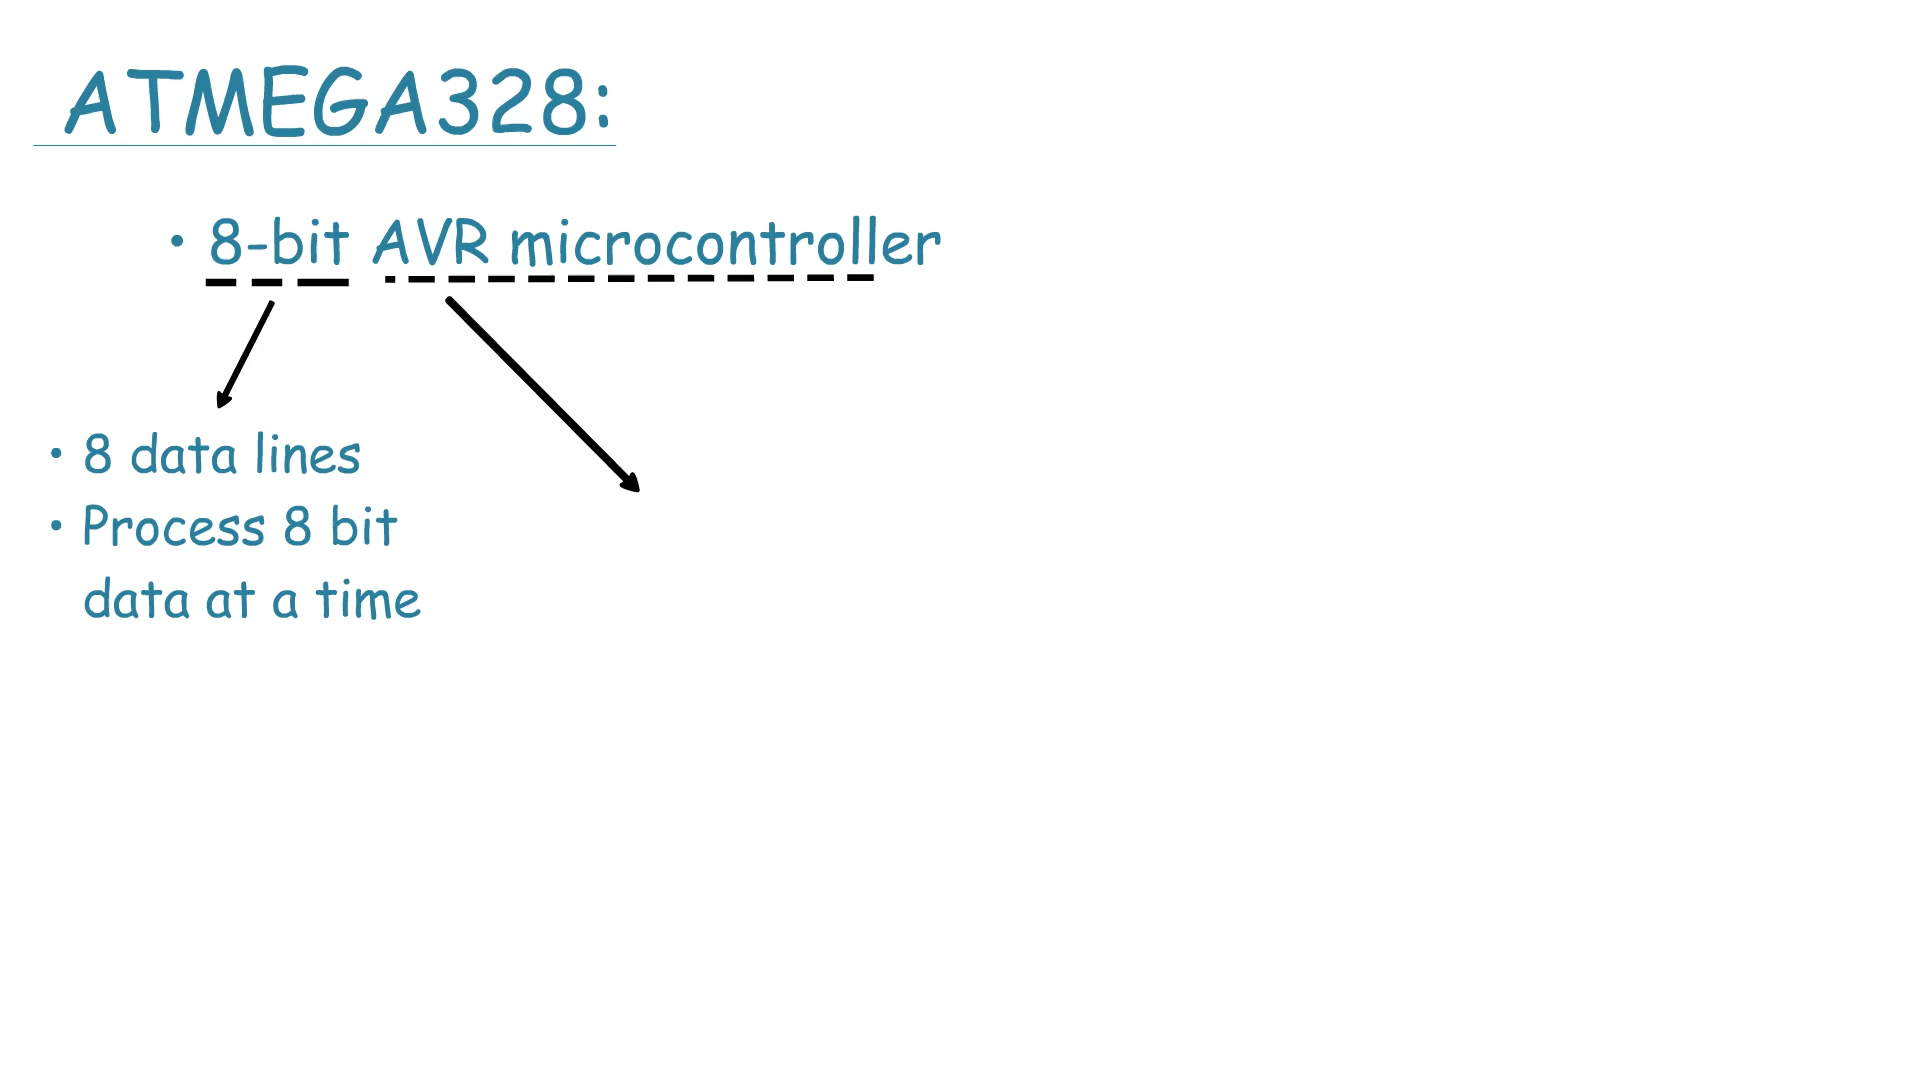 ATMEGA328:
• 8-bit AVR microcontroller
• 8 data lines
• Process 8 bit
data at a time